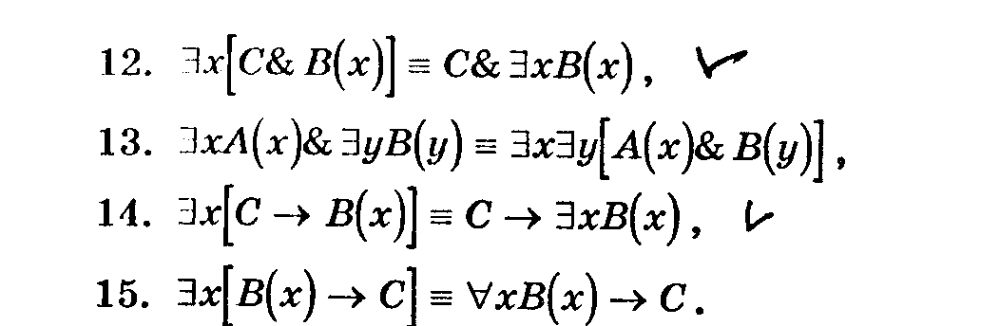 12. ∃x[C& B(x)] ≡ C& ∃xB(x), ✓
13. ∃xA(x)& ∃yB(y) ≡ ∃x∃y[A(x)& B(y)],
14. ∃x[C → B(x)] ≡ C → ∃xB(x), ✓
15. ∃x[B(x) → C] ≡ ∀xB(x) → C.